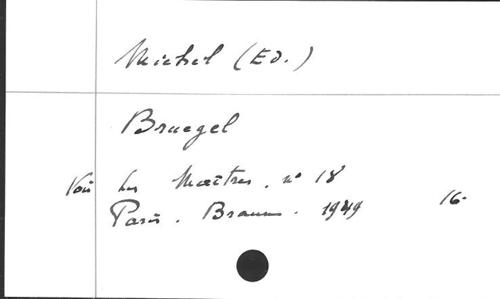 Michel (Ed.)
Bruegel
Voir Les Maîtres. n° 18
Paris. Braun. 1949 16-